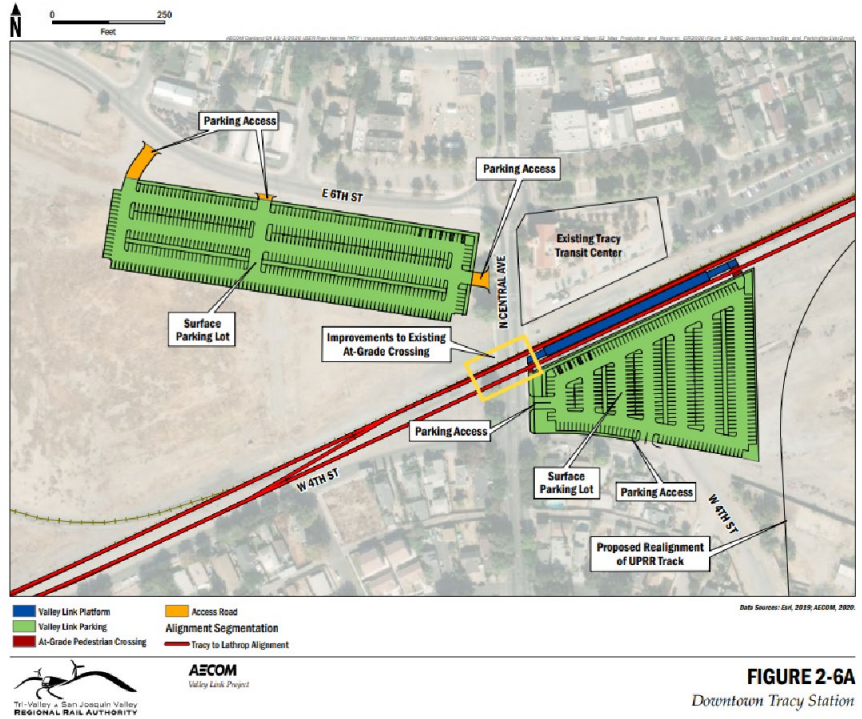 N
0 250
Feet
Parking Access
Parking Access
E 6TH ST
Existing Tracy
Transit Center
N CENTRAL AVE
Surface
Parking Lot
Improvements to Existing
At-Grade Crossing
Parking Access
W 4TH ST
Surface
Parking Lot
Parking Access
W 4TH ST
Proposed Realignment
of UPRR Track
Data Sources: Esri, 2019; AECOM, 2020.
Valley Link Platform
Valley Link Parking
At-Grade Pedestrian Crossing
Access Road
Alignment Segmentation
Tracy to Lathrop Alignment
Tri-Valley San Joaquin Valley
REGIONAL RAIL AUTHORITY
AECOM
Valley Link Project
FIGURE 2-6A
Downtown Tracy Station